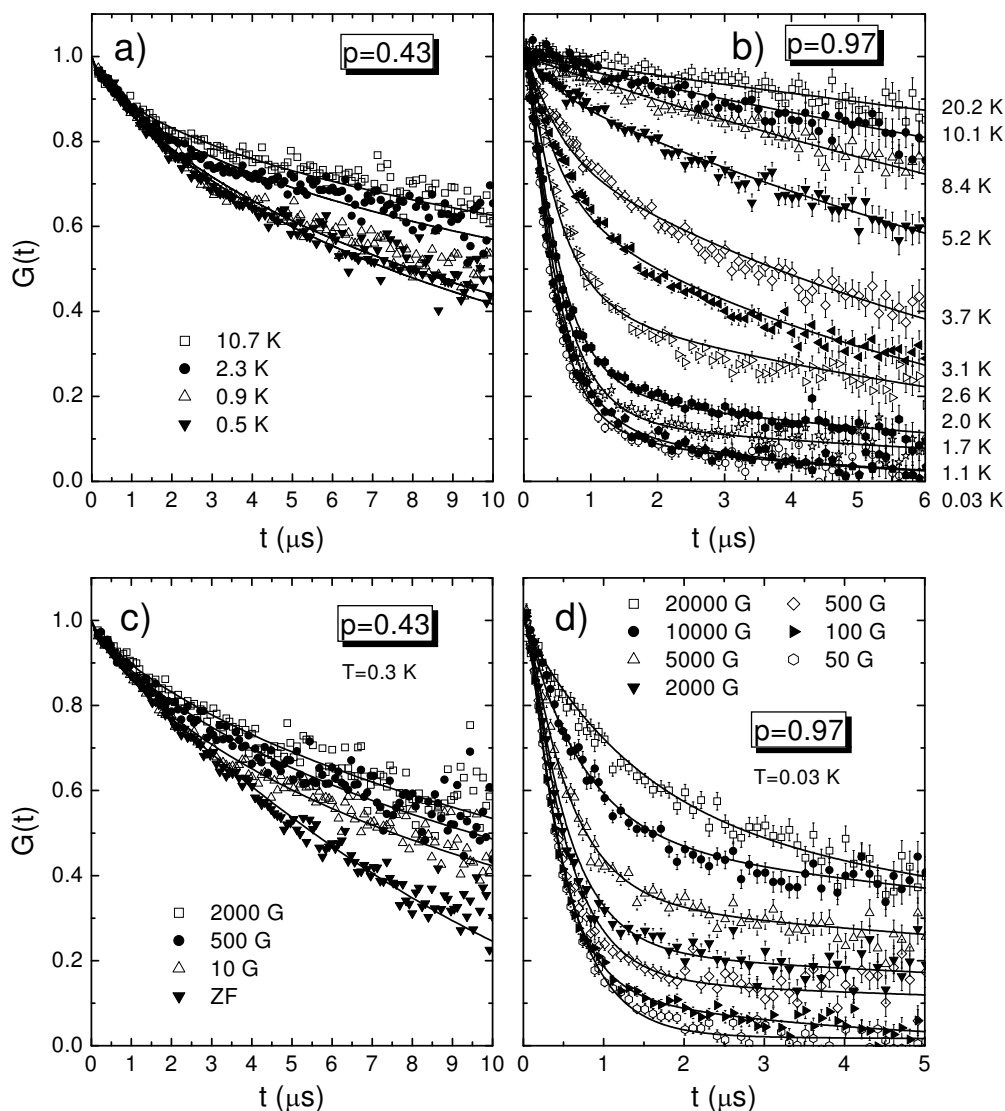 a)
p=0.43
1.0
0.8
0.6
0.4
0.2
0.0
G(t)
10.7 K
2.3 K
0.9 K
0.5 K
0 1 2 3 4 5 6 7 8 9 10
t (μs)
b)
p=0.97
20.2 K
10.1 K
8.4 K
5.2 K
3.7 K
3.1 K
2.6 K
2.0 K
1.7 K
1.1 K
0.03 K
0 1 2 3 4 5 6
t (μs)
c)
p=0.43
T=0.3 K
1.0
0.8
0.6
0.4
0.2
0.0
G(t)
2000 G
500 G
10 G
ZF
0 1 2 3 4 5 6 7 8 9 10
t (μs)
d)
20000 G
10000 G
5000 G
2000 G
500 G
100 G
50 G
p=0.97
T=0.03 K
0 1 2 3 4 5
t (μs)